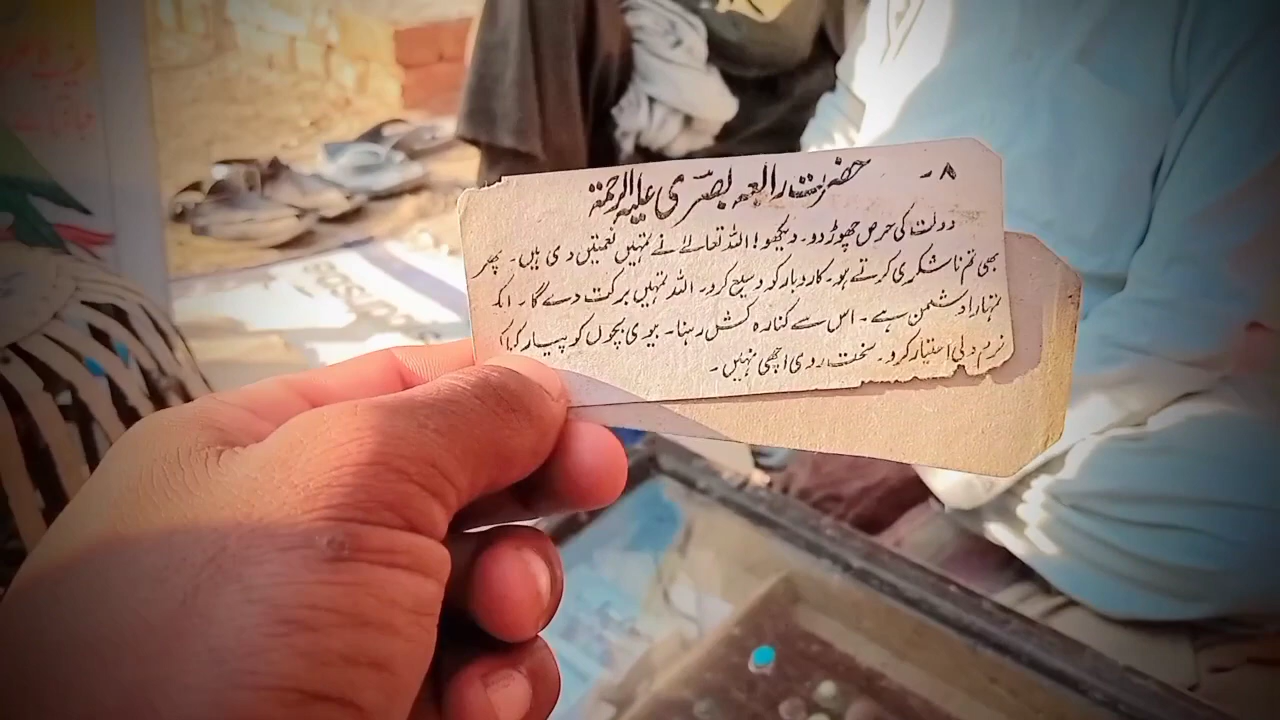 ۸۔ حضرت رابعہ بصری علیہ الرحمۃ
دولت کی حرص چھوڑ دو۔ دیکھو! اللہ تعالےٰ نے تمہیں نعمتیں دی ہیں۔ پھر
بھی تم ناشکری کرتے ہو۔ کاروبار کو وسیع کرو۔ اللہ تمہیں برکت دے گا۔ ایک
تمہارا دشمن ہے۔ اس سے کنارہ کش رہنا۔ بیوی بچوں کو پیار کرو
نرم دلی اختیار کرو۔ سخت روی اچھی نہیں۔